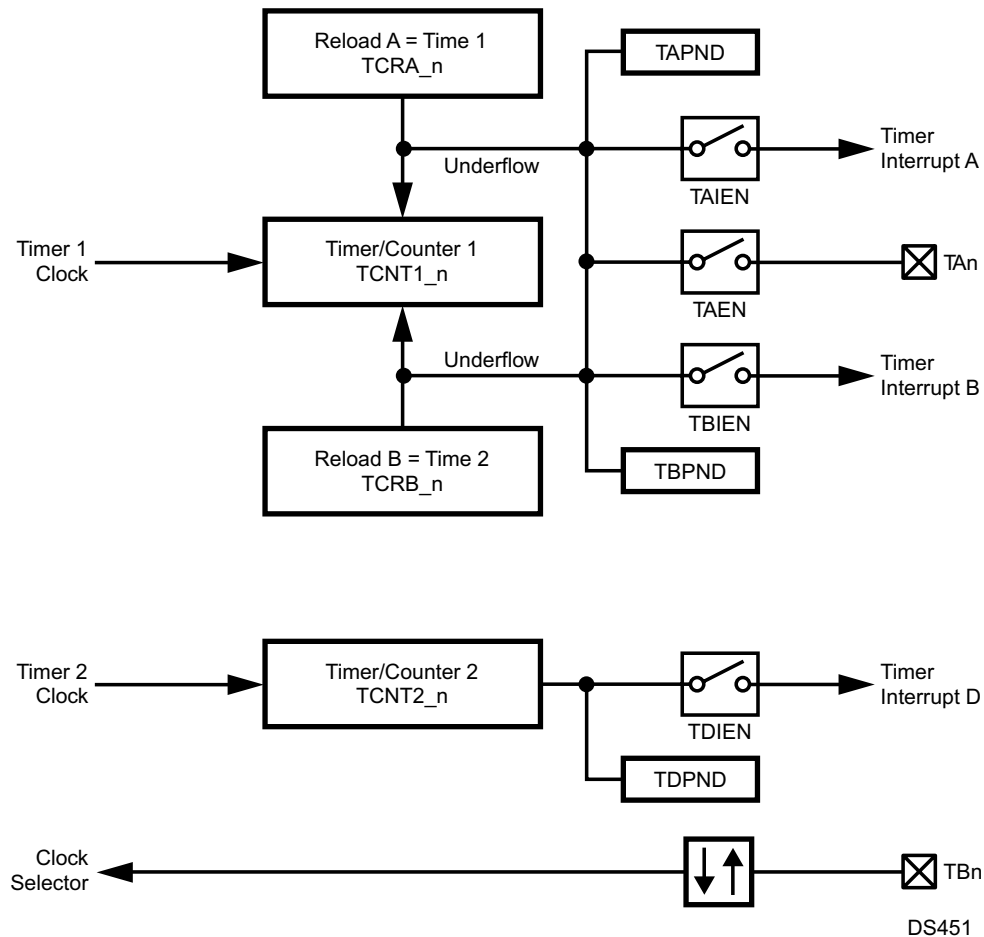 Reload A = Time 1
TCRA_n
TAPND
Underflow
Timer
Interrupt A
TAIEN
Timer 1
Clock
Timer/Counter 1
TCNT1_n
TAn
TAEN
Underflow
Timer
Interrupt B
TBIEN
Reload B = Time 2
TCRB_n
TBPND
Timer 2
Clock
Timer/Counter 2
TCNT2_n
Timer
Interrupt D
TDIEN
TDPND
Clock
Selector
TBn
DS451